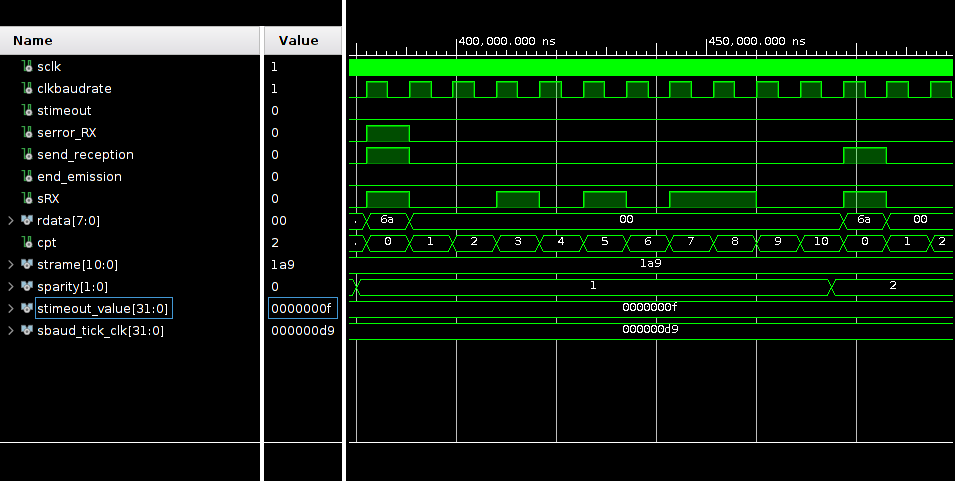 Name Value
400,000.000 ns 450,000.000 ns
sclk 1
clkbaudrate 1
stimeout 0
serror_RX 0
send_reception 0
end_emission 0
sRX 0
rdata[7:0] 00 . 6a 00 6a 00
cpt 2 . 0 1 2 3 4 5 6 7 8 9 10 0 1 2
strame[10:0] 1a9 1a9
sparity[1:0] 0 1 2
stimeout_value[31:0] 0000000f 0000000f
sbaud_tick_clk[31:0] 000000d9 000000d9